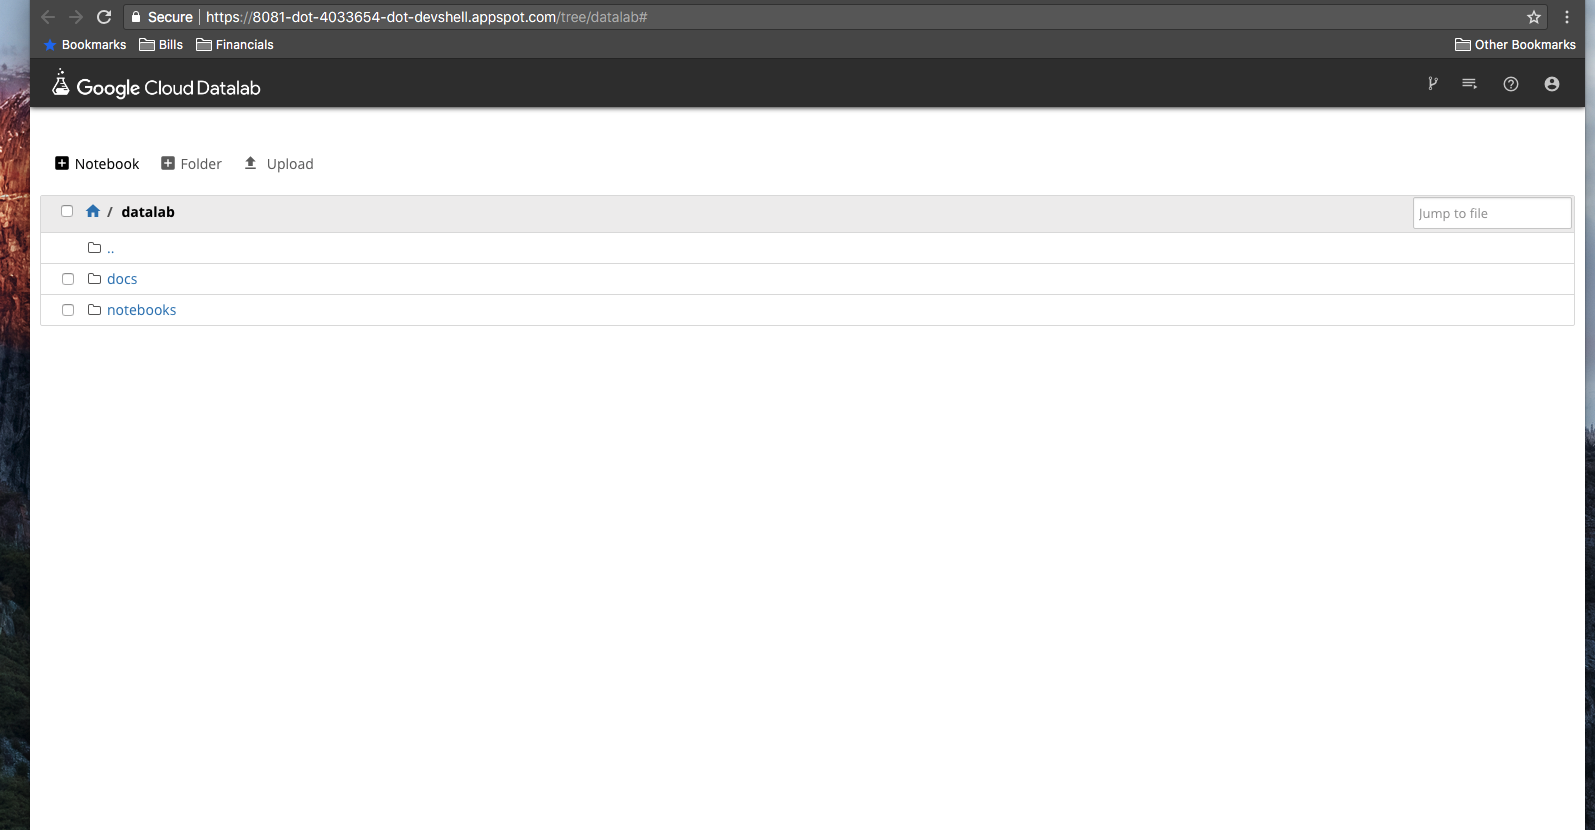 Secure https://8081-dot-4033654-dot-devshell.appspot.com/tree/datalab#
Bookmarks Bills Financials Other Bookmarks
Google Cloud Datalab
Notebook Folder Upload
/ datalab Jump to file
..
docs
notebooks